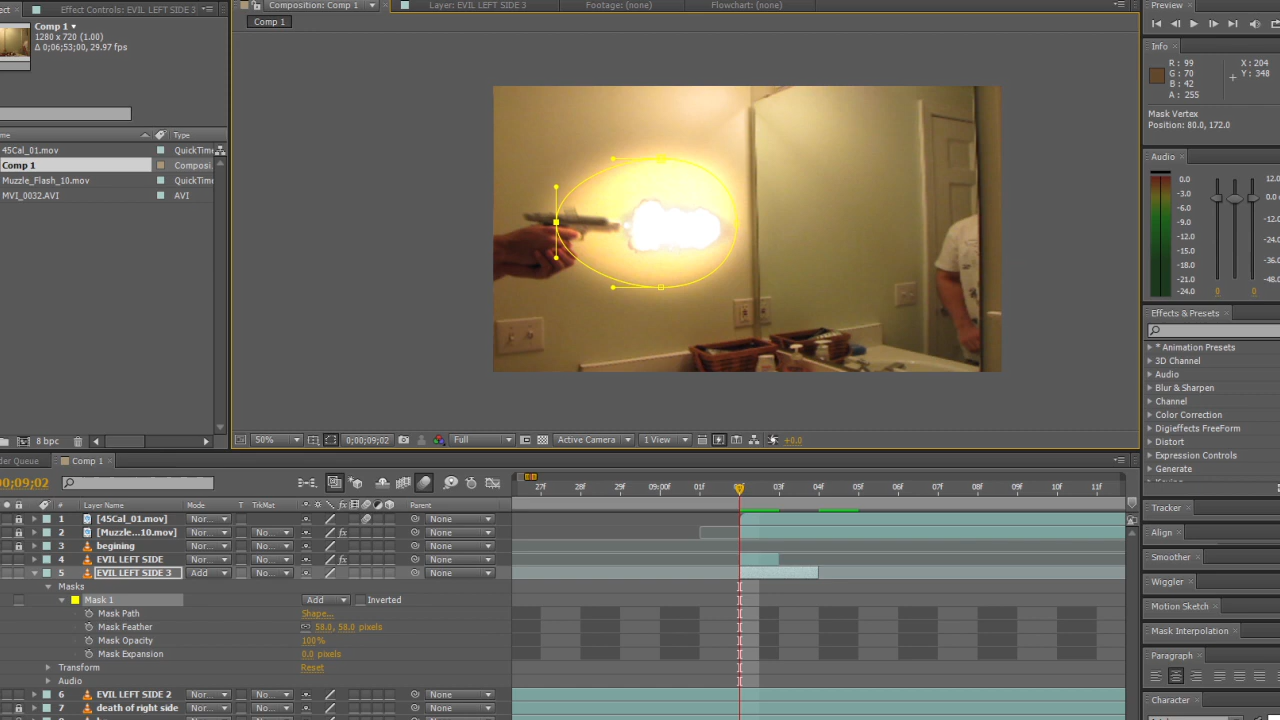 Effect Controls: EVIL LEFT SIDE 3
Composition: Comp 1
Layer: EVIL LEFT SIDE 3
Footage: (none)
Flowchart: (none)
Preview
Comp 1
1280 x 720 (1.00)
Δ 0;06;53;00, 29.97 fps
Comp 1
Info
R: 99
G: 70
B: 42
A: 255
X: 204
Y: 348
Mask Vertex
Position: 80.0, 172.0
Type
45Cal_01.mov QuickTime
Comp 1 Composi...
Muzzle_Flash_10.mov QuickTime
MVI_0032.AVI AVI
Audio
0.0
-3.0
-6.0
-9.0
-12.0
-15.0
-18.0
-21.0
-24.0
12.0
0.0
-12.0
-24.0
-36.0
-48.0
0 0
Effects & Presets
* Animation Presets
3D Channel
Audio
Blur & Sharpen
Channel
Color Correction
Digieffects FreeForm
Distort
Expression Controls
Generate
8 bpc
50%
0;00;09;02
Full
Active Camera
1 View
+0.0
Comp 1
00;09;02
27F 28F 29F 09:00F 01F 02F 03F 04F 05F 06F 07F 08F 09F 10F 11F
# Layer Name Mode T TrkMat Parent
1 [45Cal_01.mov] Nor... None
2 [Muzzle...10.mov] Nor... No... None
3 begining Nor... No... None
4 EVIL LEFT SIDE Nor... No... None
5 EVIL LEFT SIDE 3 Add No... None
Masks
Mask 1 Add Inverted
Mask Path Shape...
Mask Feather 58.0, 58.0 pixels
Mask Opacity 100%
Mask Expansion 0.0 pixels
Transform Reset
Audio
6 EVIL LEFT SIDE 2 Nor... No... None
7 death of right side Nor... No... None
Tracker
Align
Smoother
Wiggler
Motion Sketch
Mask Interpolation
Paragraph
Character